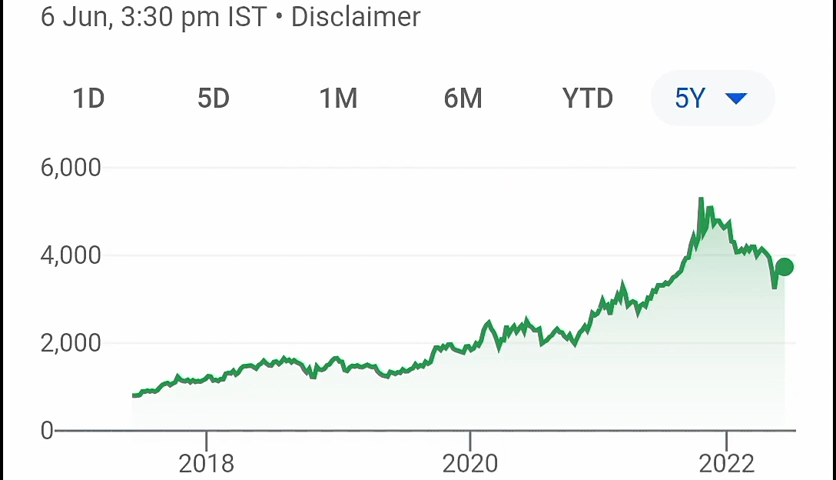 6 Jun, 3:30 pm IST • Disclaimer
1D 5D 1M 6M YTD 5Y
6,000
4,000
2,000
0
2018 2020 2022